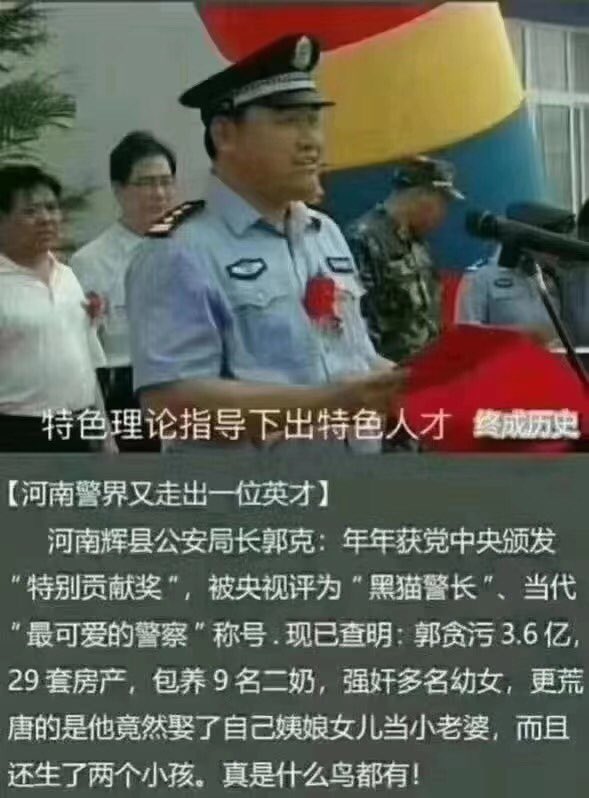 特色理论指导下出特色人才 终成历史
【河南警界又走出一位英才】
河南辉县公安局长郭克：年年获党中央颁发
“特别贡献奖”，被央视评为“黑猫警长”、当代
“最可爱的警察”称号.现已查明：郭贪污3.6亿，
29套房产，包养9名二奶，强奸多名幼女，更荒
唐的是他竟然娶了自己姨娘女儿当小老婆，而且
还生了两个小孩。真是什么鸟都有！